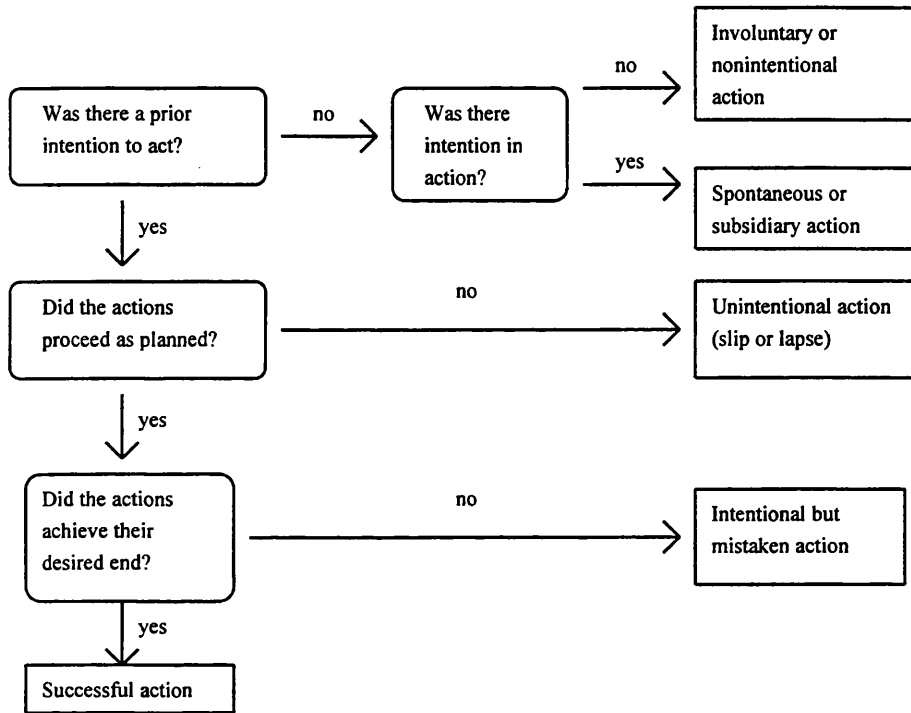 Was there a prior
intention to act?
no
Was there
intention in
action?
no
Involuntary or
nonintentional
action
yes
Spontaneous or
subsidiary action
yes
Did the actions
proceed as planned?
no
Unintentional action
(slip or lapse)
yes
Did the actions
achieve their
desired end?
no
Intentional but
mistaken action
yes
Successful action